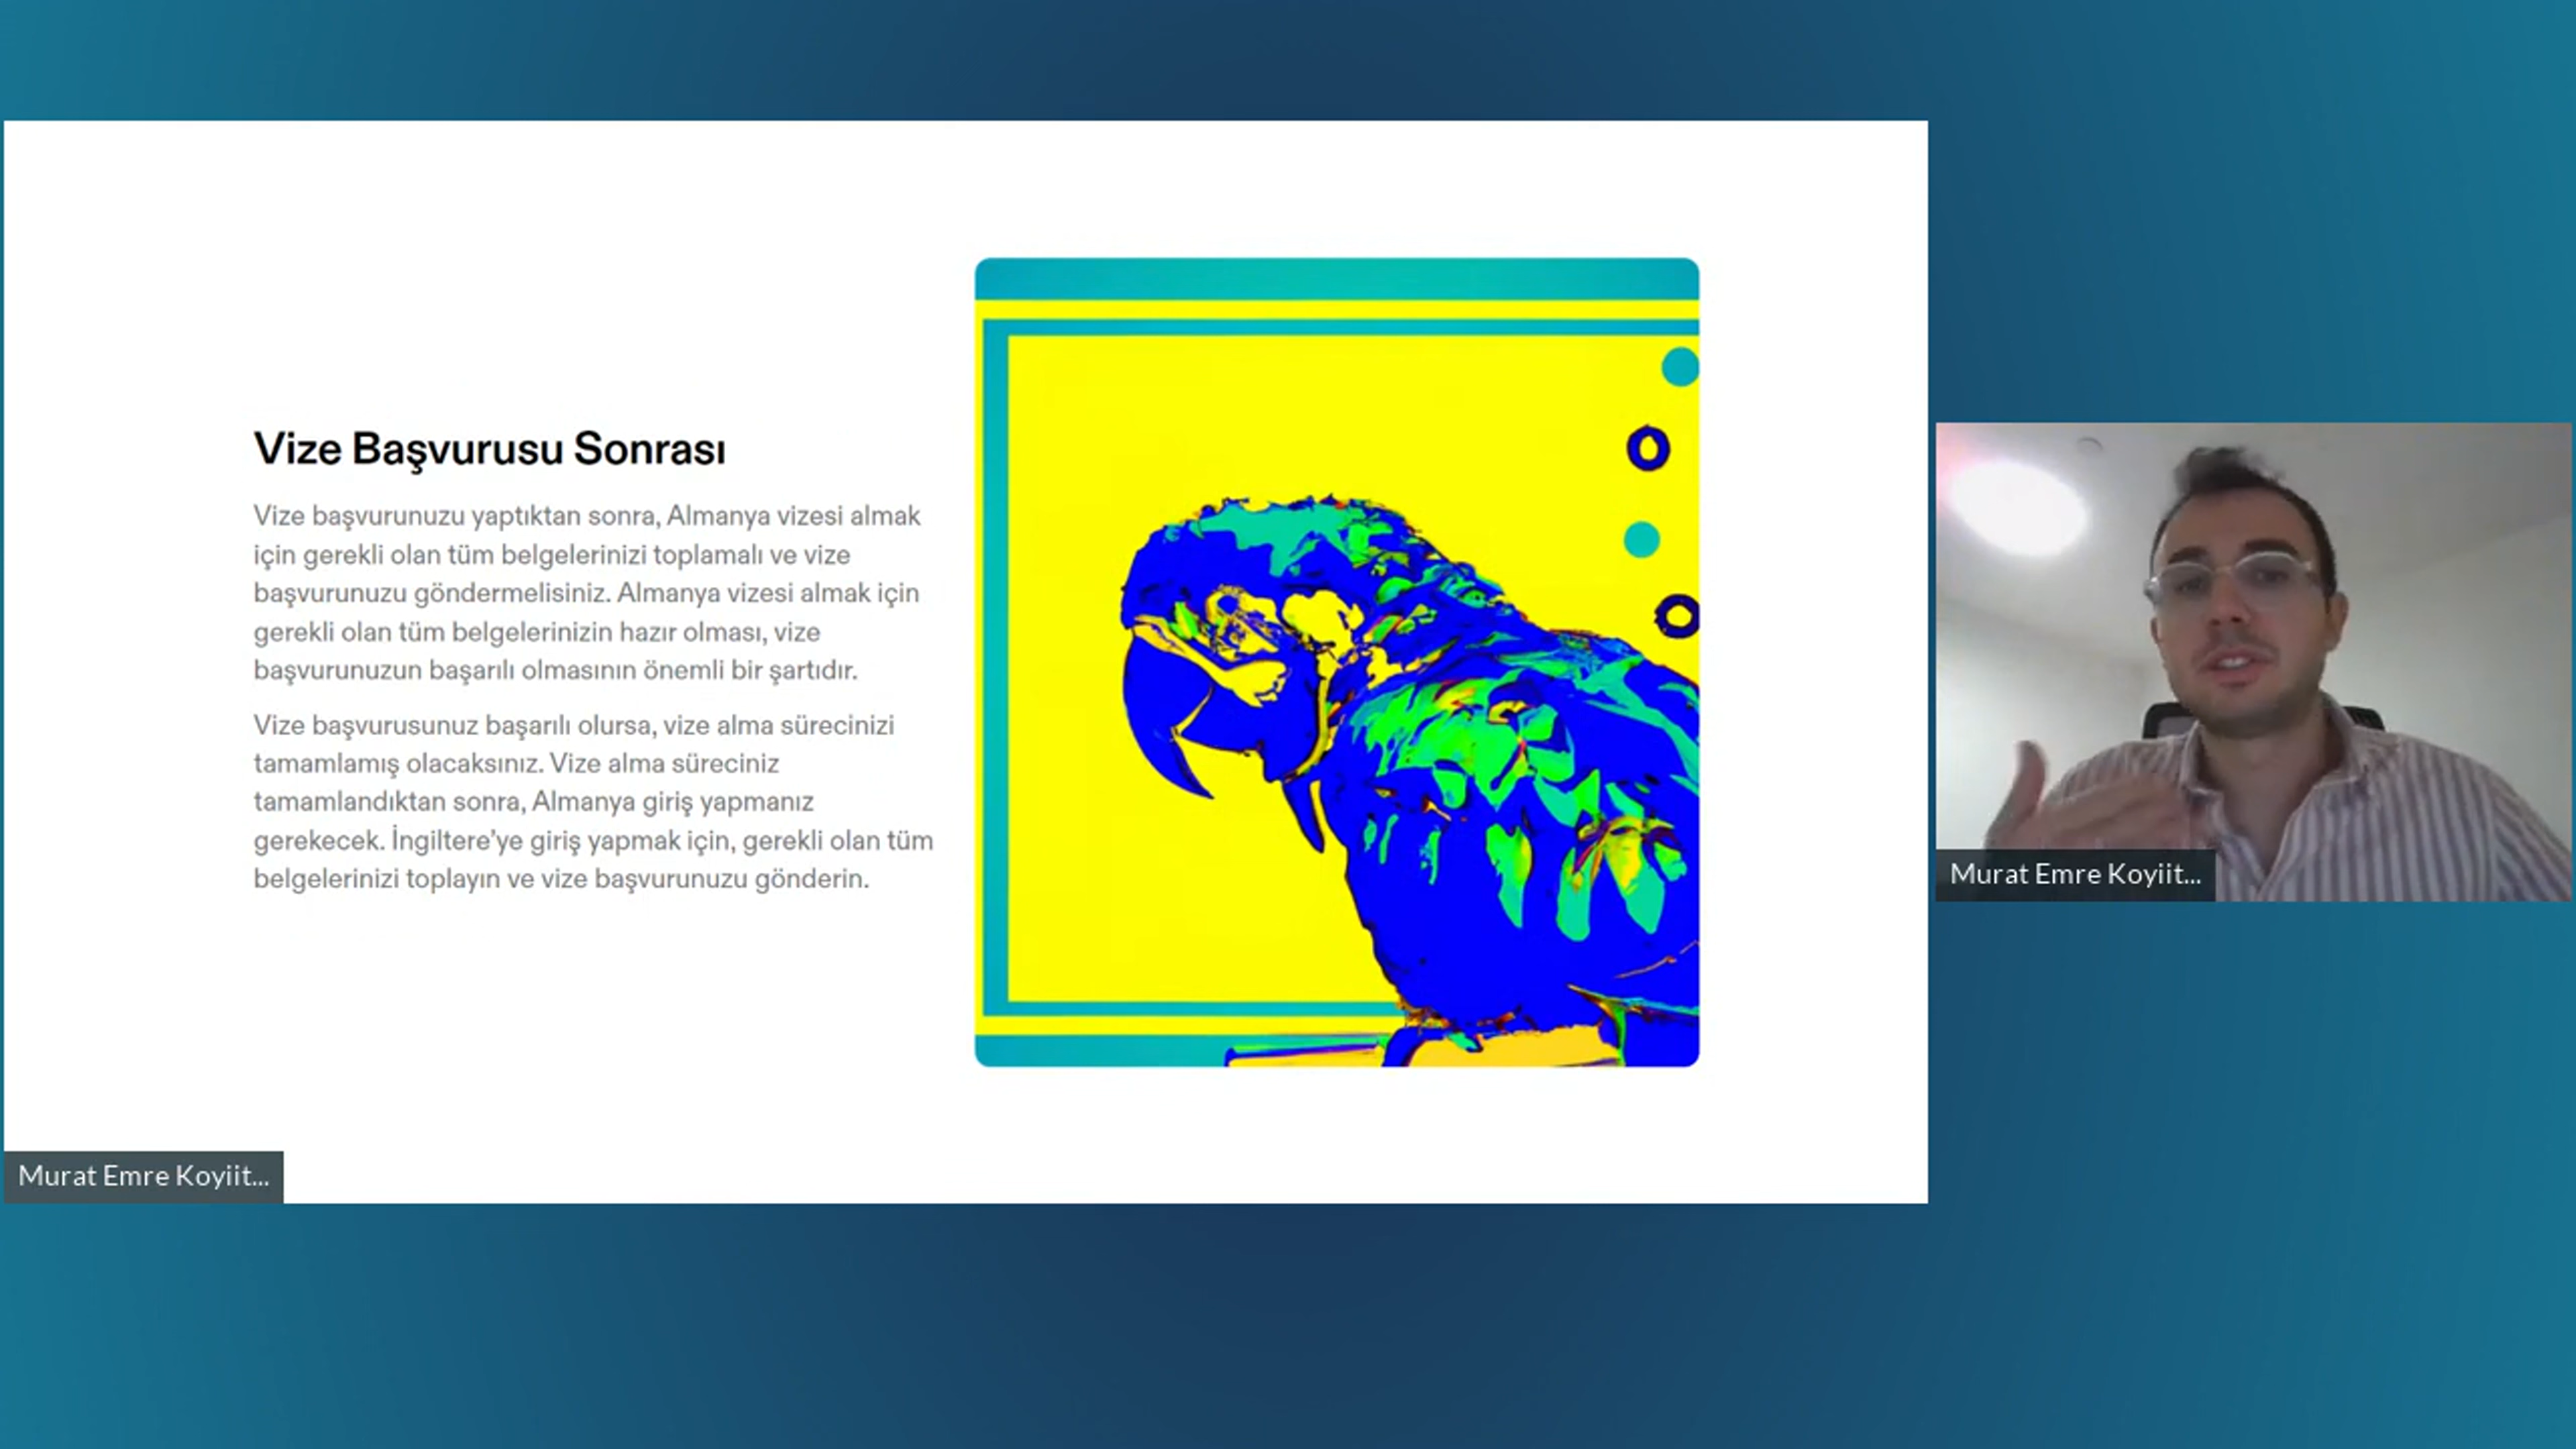 Vize Başvurusu Sonrası
Vize başvurunuzu yaptıktan sonra, Almanya vizesi almak
için gerekli olan tüm belgelerinizi toplamalı ve vize
başvurunuzu göndermelisiniz. Almanya vizesi almak için
gerekli olan tüm belgelerinizin hazır olması, vize
başvurunuzun başarılı olmasının önemli bir şartıdır.
Vize başvurusunuz başarılı olursa, vize alma sürecinizi
tamamlamış olacaksınız. Vize alma süreciniz
tamamlandıktan sonra, Almanya giriş yapmanız
gerekecek. İngiltere'ye giriş yapmak için, gerekli olan tüm
belgelerinizi toplayın ve vize başvurunuzu gönderin.
Murat Emre Koyiit...
Murat Emre Koyiit...